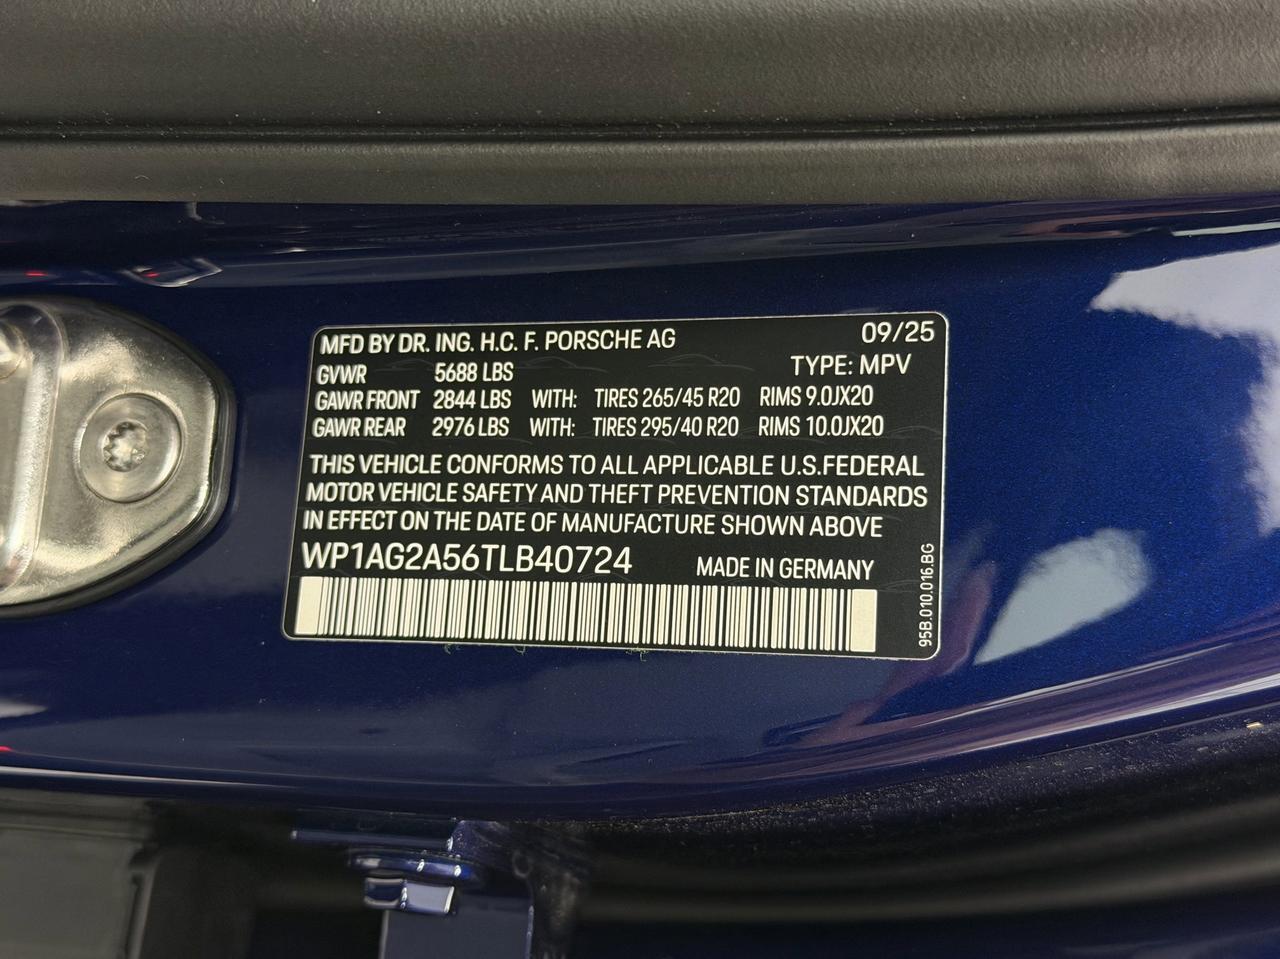 MFD BY DR. ING. H.C. F. PORSCHE AG 09/25
TYPE: MPV
GVWR 5688 LBS
GAWR FRONT 2844 LBS WITH: TIRES 265/45 R20 RIMS 9.0JX20
GAWR REAR 2976 LBS WITH: TIRES 295/40 R20 RIMS 10.0JX20
THIS VEHICLE CONFORMS TO ALL APPLICABLE U.S.FEDERAL
MOTOR VEHICLE SAFETY AND THEFT PREVENTION STANDARDS
IN EFFECT ON THE DATE OF MANUFACTURE SHOWN ABOVE
WP1AG2A56TLB40724 MADE IN GERMANY
95B.010.016.BG